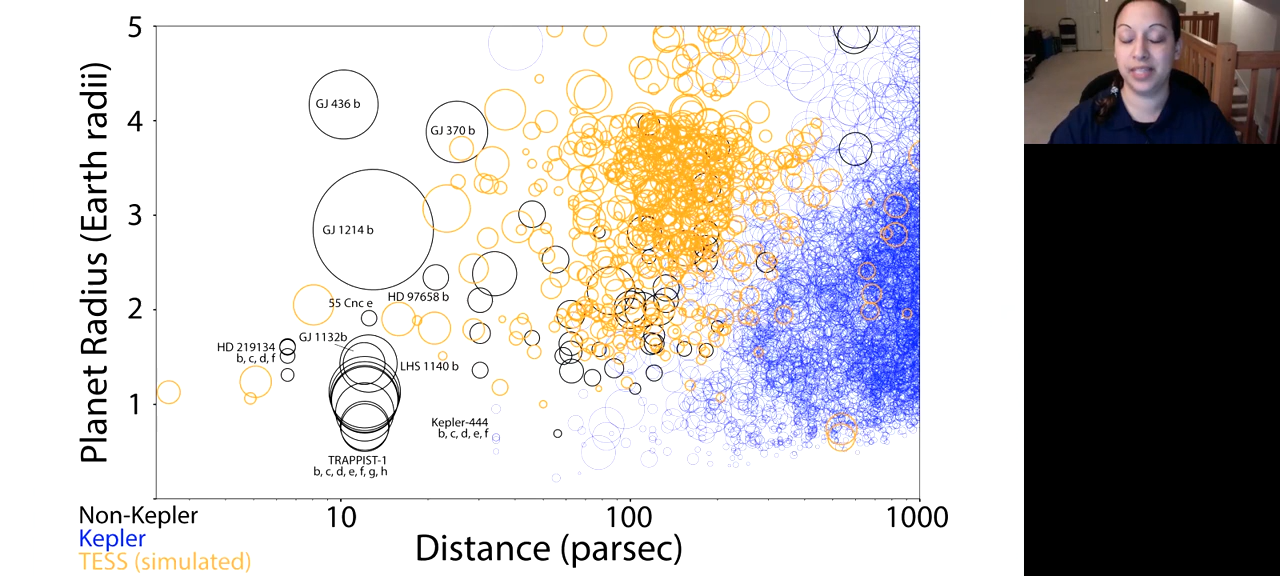 Planet Radius (Earth radii)
5
4
3
2
1
GJ 436 b
GJ 370 b
GJ 1214 b
55 Cnc e
HD 97658 b
GJ 1132b
HD 219134
b, c, d, f
LHS 1140 b
Kepler-444
b, c, d, e, f
TRAPPIST-1
b, c, d, e, f, g, h
10
100
1000
Distance (parsec)
Non-Kepler
Kepler
TESS (simulated)